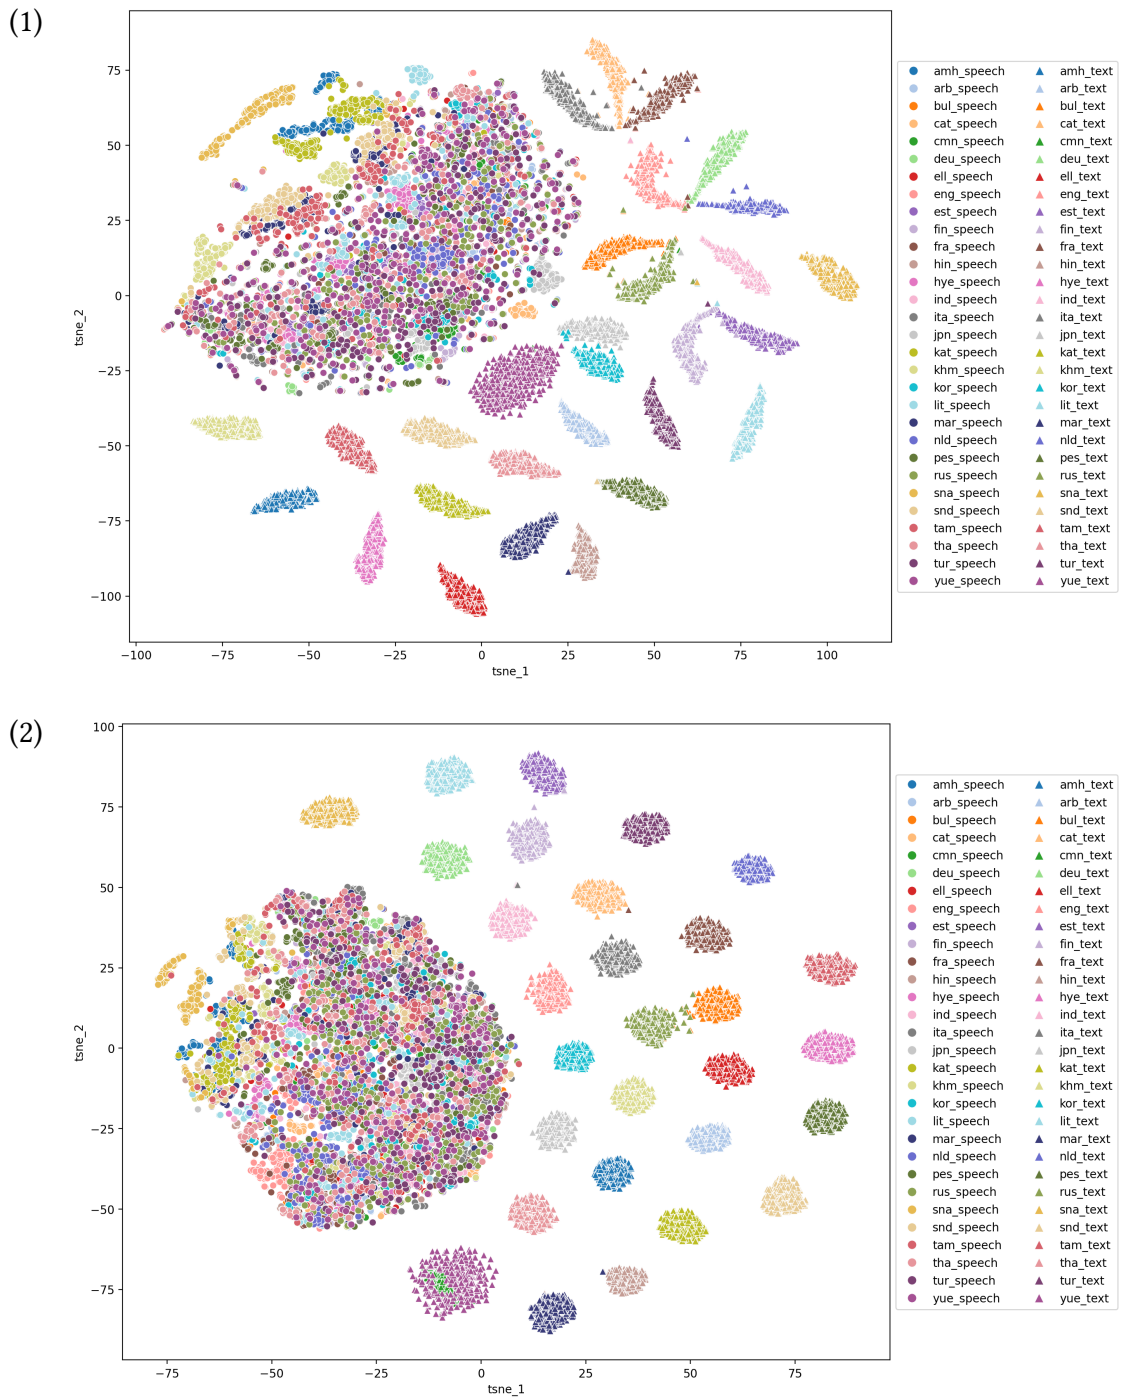 (1)
75
50
25
0
−25
−50
−75
−100
tsne_2
−100 −75 −50 −25 0 25 50 75 100
tsne_1
amh_speech amh_text
arb_speech arb_text
bul_speech bul_text
cat_speech cat_text
cmn_speech cmn_text
deu_speech deu_text
ell_speech ell_text
eng_speech eng_text
est_speech est_text
fin_speech fin_text
fra_speech fra_text
hin_speech hin_text
hye_speech hye_text
ind_speech ind_text
ita_speech ita_text
jpn_speech jpn_text
kat_speech kat_text
khm_speech khm_text
kor_speech kor_text
lit_speech lit_text
mar_speech mar_text
nld_speech nld_text
pes_speech pes_text
rus_speech rus_text
sna_speech sna_text
snd_speech snd_text
tam_speech tam_text
tha_speech tha_text
tur_speech tur_text
yue_speech yue_text
(2)
100
75
50
25
0
−25
−50
−75
tsne_2
−75 −50 −25 0 25 50 75
tsne_1
amh_speech amh_text
arb_speech arb_text
bul_speech bul_text
cat_speech cat_text
cmn_speech cmn_text
deu_speech deu_text
ell_speech ell_text
eng_speech eng_text
est_speech est_text
fin_speech fin_text
fra_speech fra_text
hin_speech hin_text
hye_speech hye_text
ind_speech ind_text
ita_speech ita_text
jpn_speech jpn_text
kat_speech kat_text
khm_speech khm_text
kor_speech kor_text
lit_speech lit_text
mar_speech mar_text
nld_speech nld_text
pes_speech pes_text
rus_speech rus_text
sna_speech sna_text
snd_speech snd_text
tam_speech tam_text
tha_speech tha_text
tur_speech tur_text
yue_speech yue_text